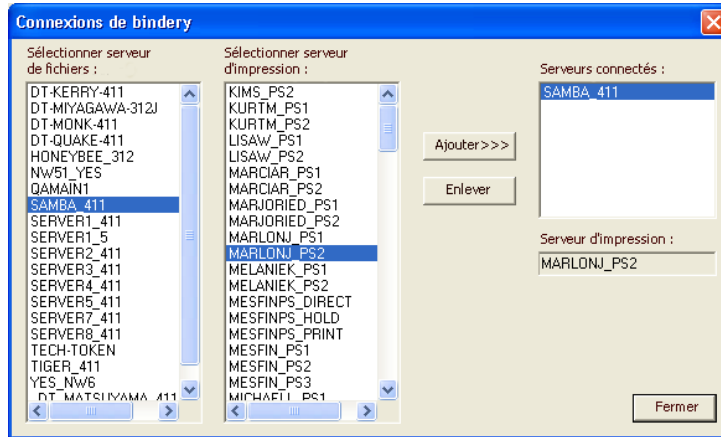 Connexions de bindery
Sélectionner serveur
de fichiers :
DT-KERRY-411
DT-MIYAGAWA-312J
DT-MONK-411
DT-QUAKE-411
HONEYBEE_312
NW51_YES
QAMAIN1
SAMBA_411
SERVER1_411
SERVER1_5
SERVER2_411
SERVER3_411
SERVER4_411
SERVER5_411
SERVER7_411
SERVER8_411
TECH-TOKEN
TIGER_411
YES_NW6
_DT_MATSUYAMA_411
Sélectionner serveur
d'impression :
KIMS_PS2
KURTM_PS1
KURTM_PS2
LISAW_PS1
LISAW_PS2
MARCIAR_PS1
MARCIAR_PS2
MARJORIED_PS1
MARJORIED_PS2
MARLONJ_PS1
MARLONJ_PS2
MELANIEK_PS1
MELANIEK_PS2
MESFINPS_DIRECT
MESFINPS_HOLD
MESFINPS_PRINT
MESFIN_PS1
MESFIN_PS2
MESFIN_PS3
MICHAELL_PS1
Ajouter>>>
Enlever
Serveurs connectés :
SAMBA_411
Serveur d'impression :
MARLONJ_PS2
Fermer